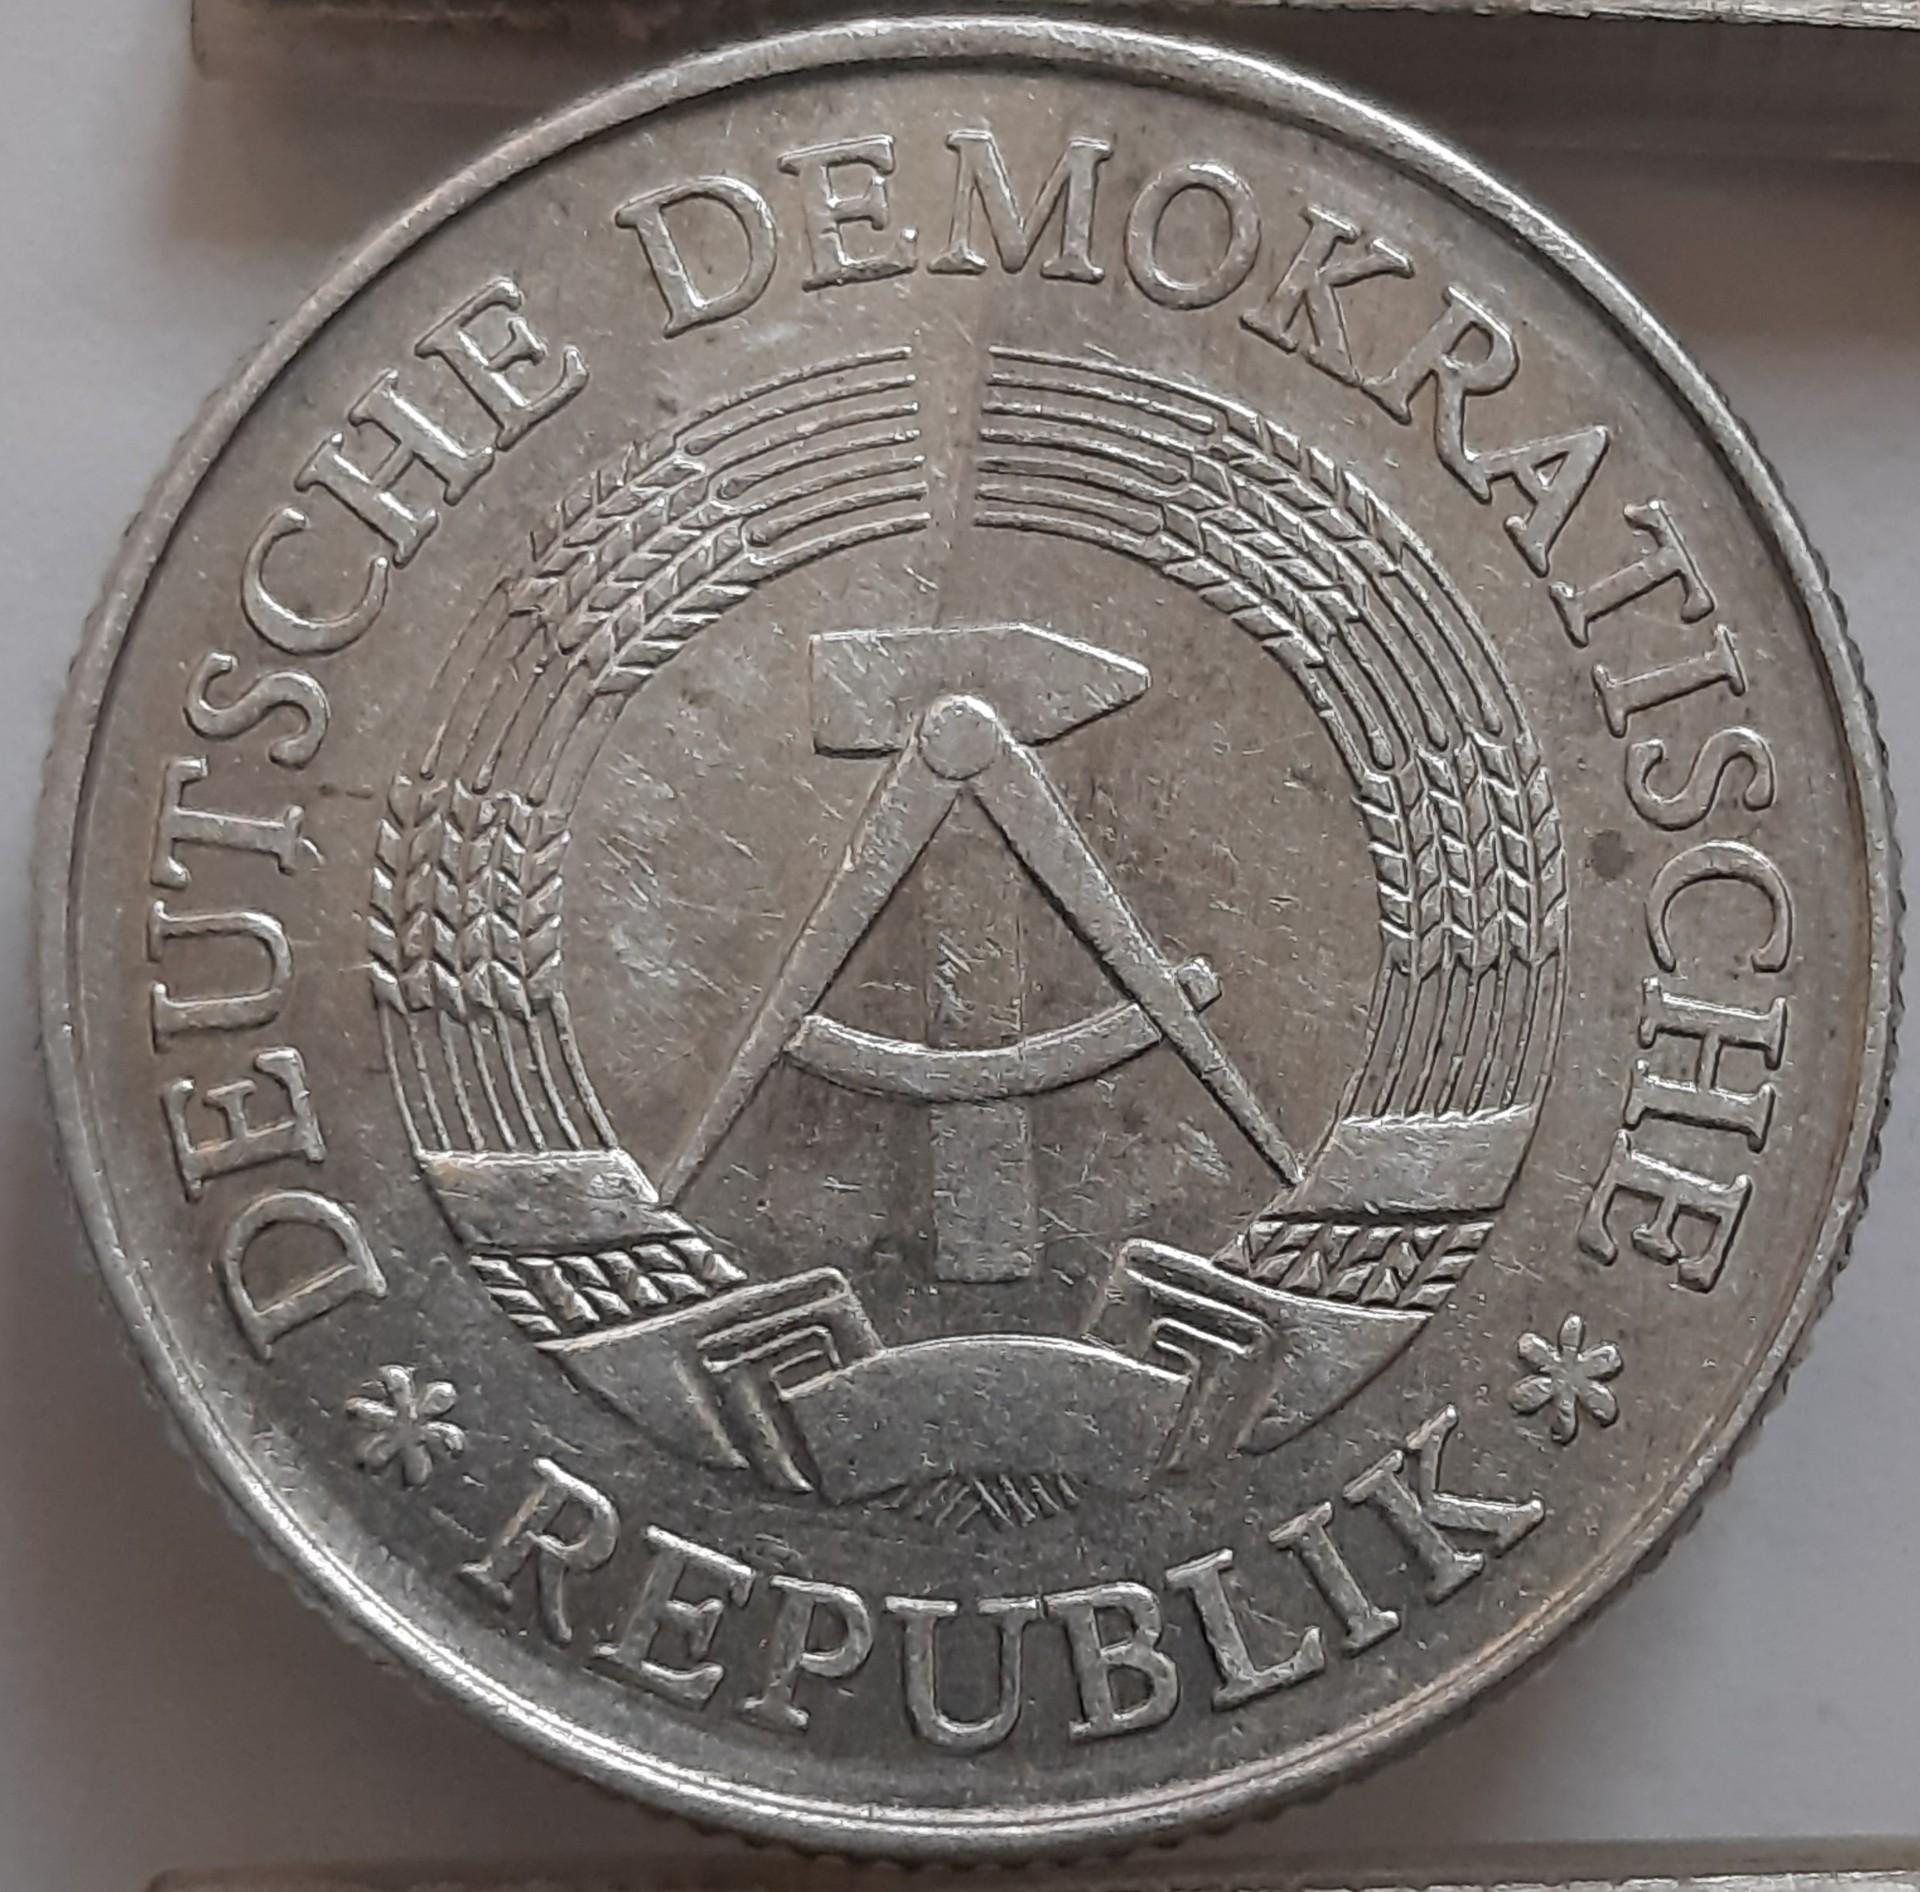 DEUTSCHE DEMOKRATISCHE
* REPUBLIK *